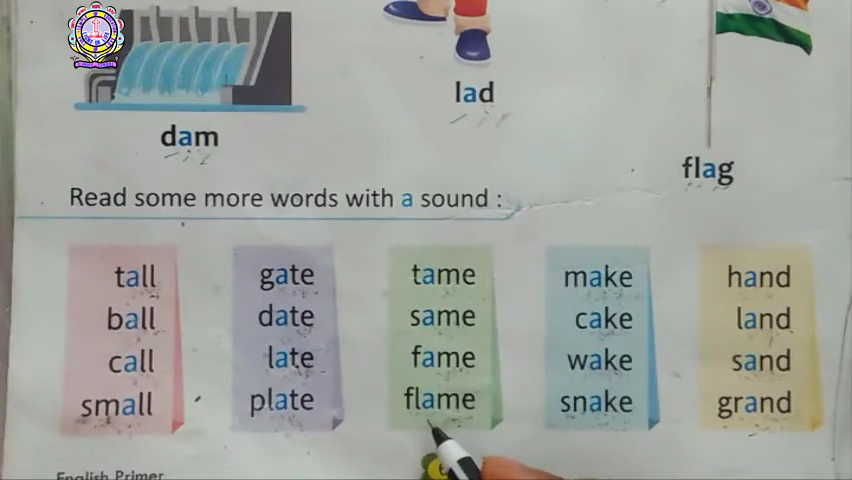 lad
dam
flag
Read some more words with a sound :
tall gate tame make hand
ball date same cake land
call late fame wake sand
small plate flame snake grand
English Primer